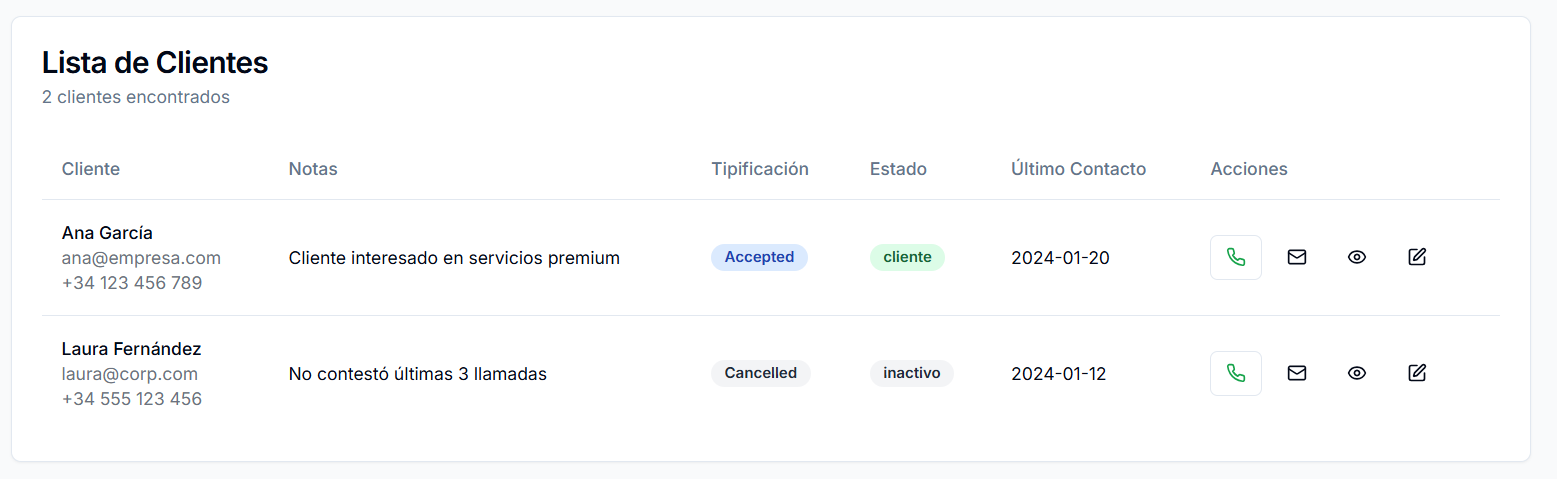 Lista de Clientes
2 clientes encontrados
Cliente Notas Tipificación Estado Último Contacto Acciones
Ana García
ana@empresa.com Cliente interesado en servicios premium Accepted cliente 2024-01-20
+34 123 456 789
Laura Fernández
laura@corp.com No contestó últimas 3 llamadas Cancelled inactivo 2024-01-12
+34 555 123 456